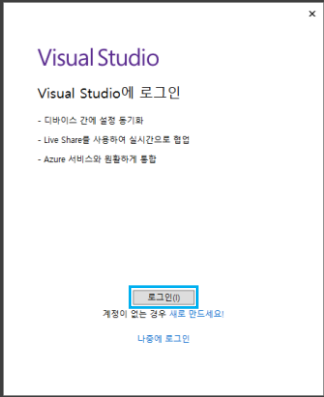 Visual Studio
Visual Studio에 로그인
- 디바이스 간에 설정 동기화
- Live Share를 사용하여 실시간으로 협업
- Azure 서비스와 원활하게 통합
로그인(I)
계정이 없는 경우 새로 만드세요!
나중에 로그인